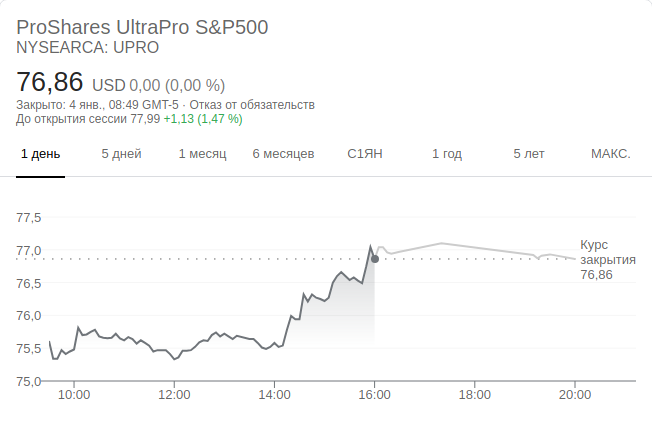 ProShares UltraPro S&P500
NYSEARCA: UPRO
76,86 USD 0,00 (0,00 %)
Закрыто: 4 янв., 08:49 GMT-5 · Отказ от обязательств
До открытия сессии 77,99 +1,13 (1,47 %)
1 день 5 дней 1 месяц 6 месяцев С1ЯН 1 год 5 лет МАКС.
77,5
77,0
76,5
76,0
75,5
75,0
Курс
закрытия
76,86
10:00 12:00 14:00 16:00 18:00 20:00